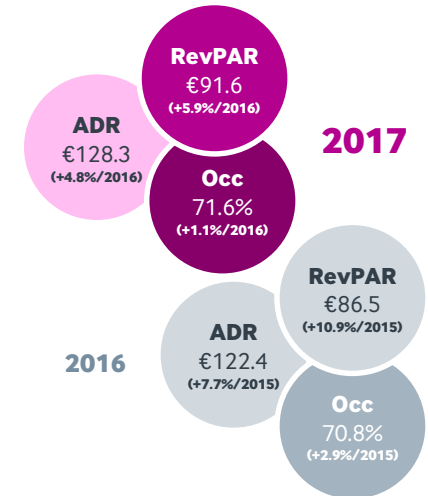 RevPAR
€91.6
(+5.9%/2016)
ADR
€128.3
(+4.8%/2016)
2017
Occ
71.6%
(+1.1%/2016)
RevPAR
€86.5
(+10.9%/2015)
ADR
€122.4
(+7.7%/2015)
2016
Occ
70.8%
(+2.9%/2015)